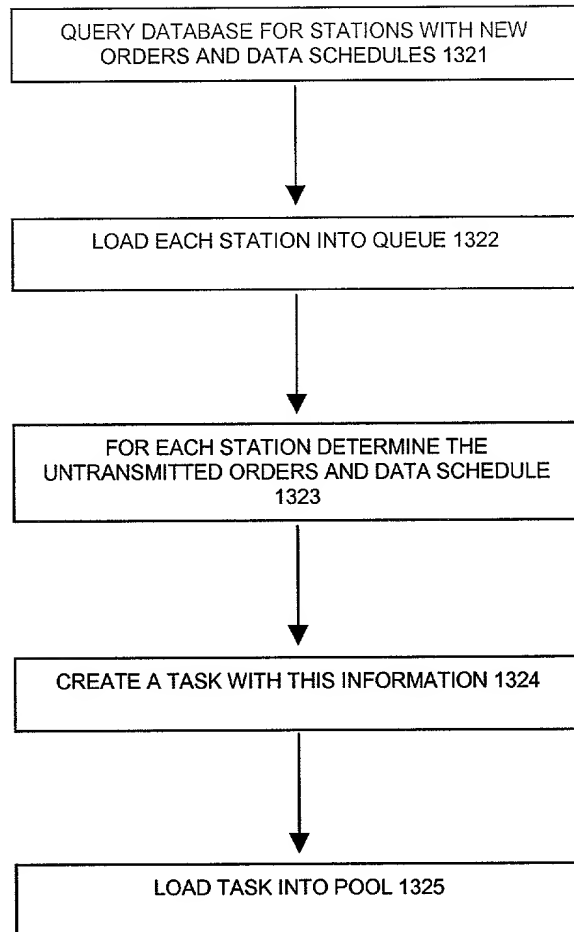 QUERY DATABASE FOR STATIONS WITH NEW
ORDERS AND DATA SCHEDULES 1321
LOAD EACH STATION INTO QUEUE 1322
FOR EACH STATION DETERMINE THE
UNTRANSMITTED ORDERS AND DATA SCHEDULE
1323
CREATE A TASK WITH THIS INFORMATION 1324
LOAD TASK INTO POOL 1325